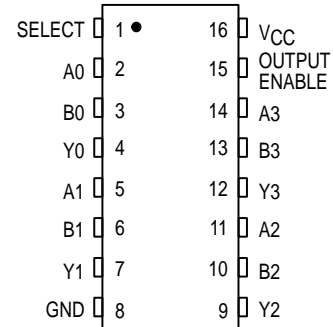 SELECT 1 16 VCC
A0 2 15 OUTPUT ENABLE
B0 3 14 A3
Y0 4 13 B3
A1 5 12 Y3
B1 6 11 A2
Y1 7 10 B2
GND 8 9 Y2